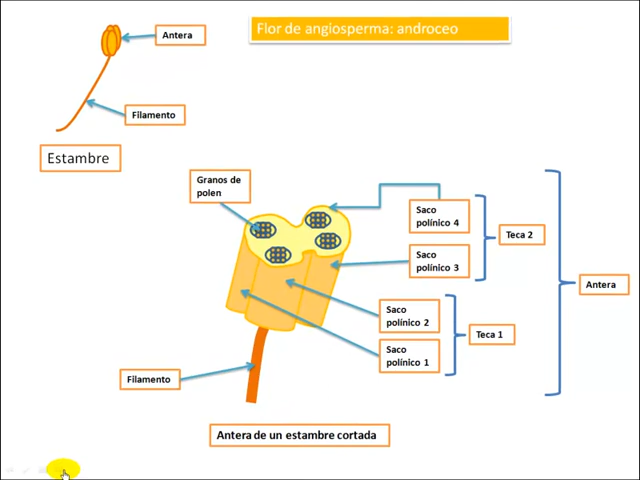 Flor de angiosperma: androceo
Antera
Filamento
Estambre
Granos de
polen
Saco
polínico 4
Teca 2
Saco
polínico 3
Antera
Saco
polínico 2
Teca 1
Saco
polínico 1
Filamento
Antera de un estambre cortada